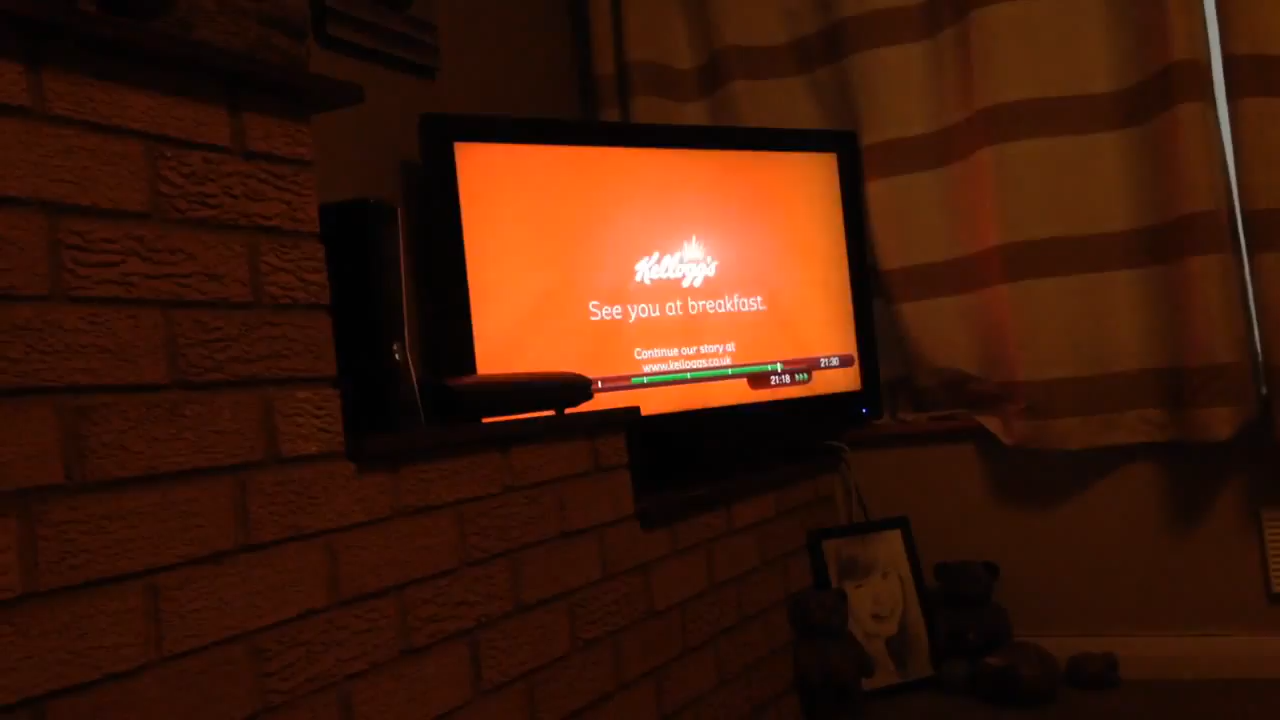 Kellogg's
See you at breakfast.
Continue our story at
www.kelloggs.co.uk
21:30
21:18